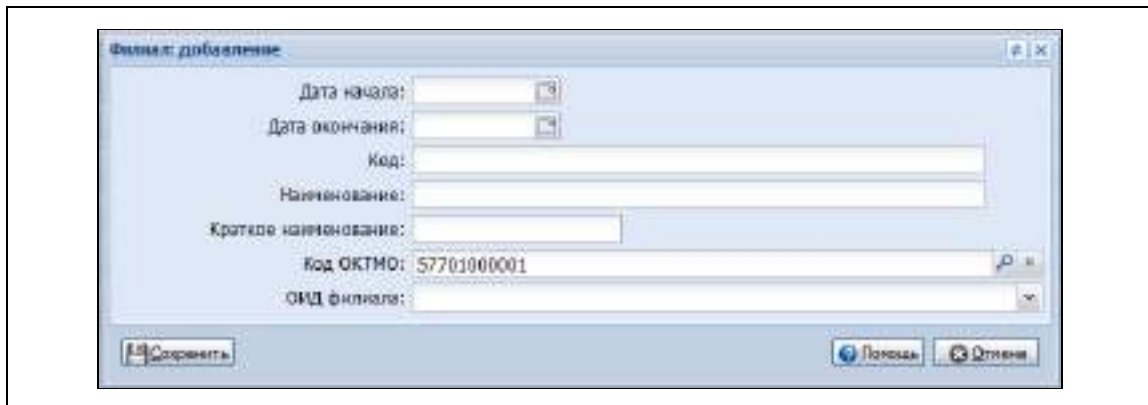 Филиал: добавление
Дата начала:
Дата окончания:
Код:
Наименование:
Краткое наименование:
Код ОКТМО: 57701000001
ОИД филиала:
Сохранить Помощь Отмена